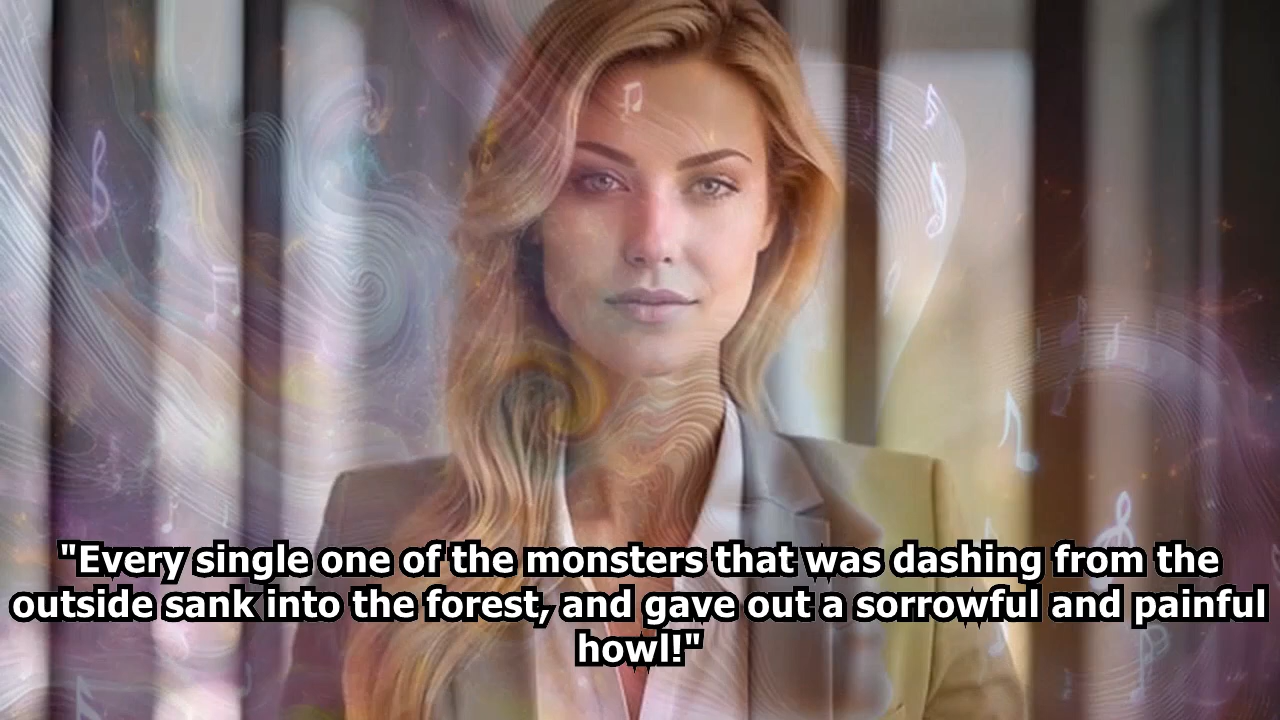 "Every single one of the monsters that was dashing from the
outside sank into the forest, and gave out a sorrowful and painful
howl!"